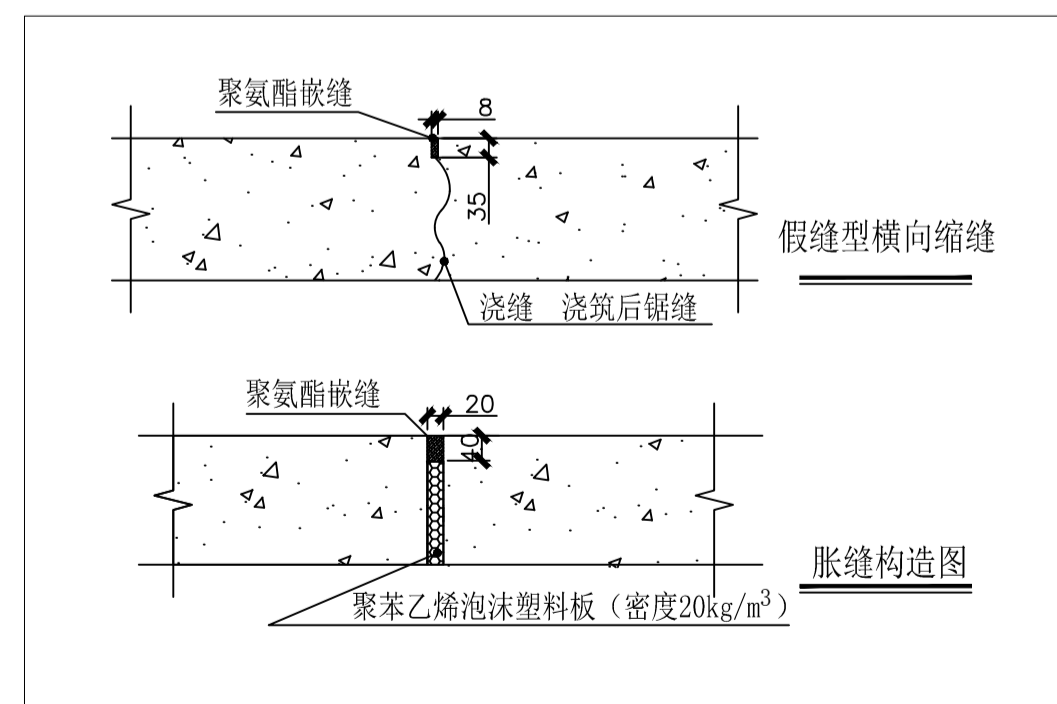 聚氨酯嵌缝
8
35
假缝型横向缩缝
浇缝 浇筑后锯缝
聚氨酯嵌缝
20
40
胀缝构造图
聚苯乙烯泡沫塑料板（密度20kg/m³）